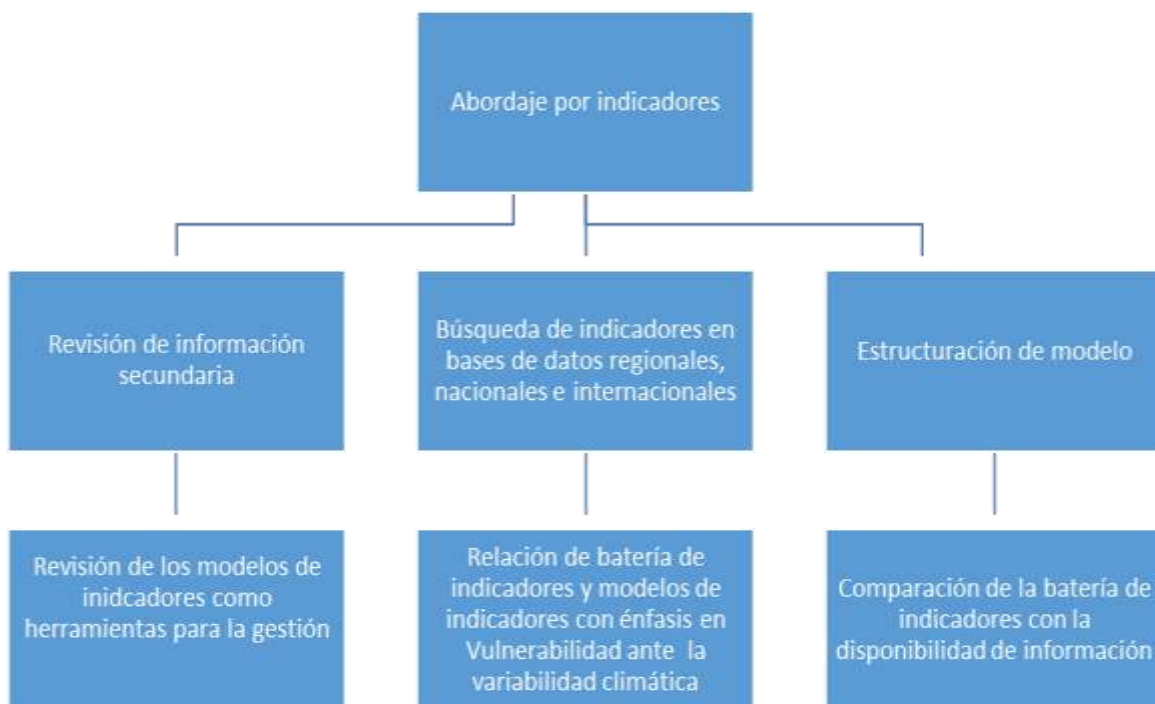 Abordaje por indicadores
Revisión de información
secundaria
Búsqueda de indicadores en
bases de datos regionales,
nacionales e internacionales
Estructuración de modelo
Revisión de los modelos de
inidcadores como
herramientas para la gestión
Relación de batería de
indicadores y modelos de
indicadores con énfasis en
Vulnerabilidad ante la
variabilidad climática
Comparación de la batería de
indicadores con la
disponibilidad de información